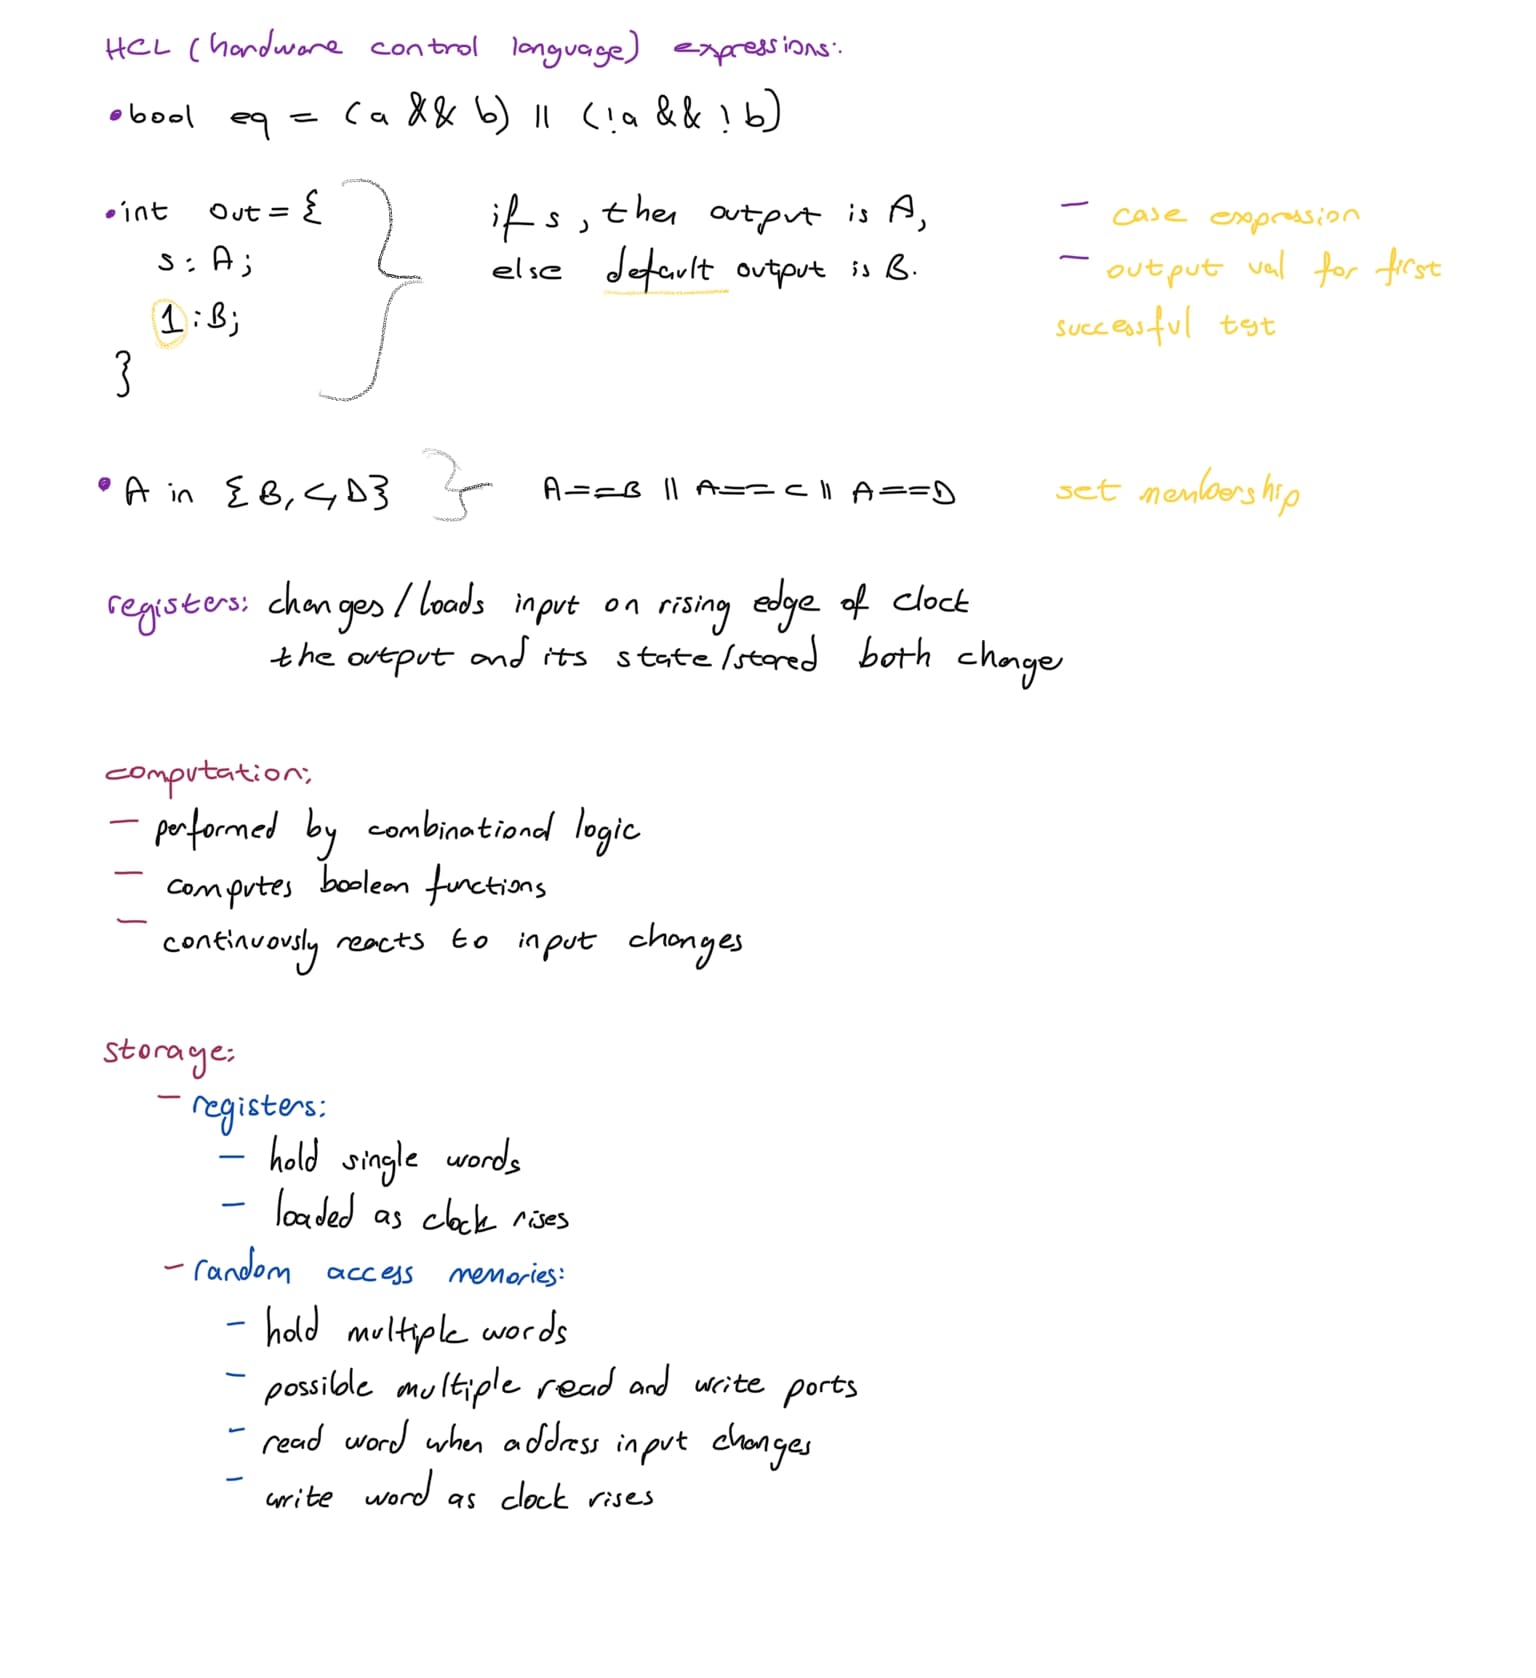 HCL (hardware control language) expressions:
• bool eq = (a && b) || (!a && !b)
• int out = {
s : A;
1 : B;
}
if s, then output is A,
else default output is B.
– case expression
– output val for first
successful test
• A in {B, C, D}
A==B || A==C || A==D
set membership
registers: changes/loads input on rising edge of clock
the output and its state/stored both change
computation:
– performed by combinational logic
– computes boolean functions
– continuously reacts to input changes
storage:
– registers:
– hold single words
– loaded as clock rises
– random access memories:
– hold multiple words
– possible multiple read and write ports
– read word when address input changes
– write word as clock rises